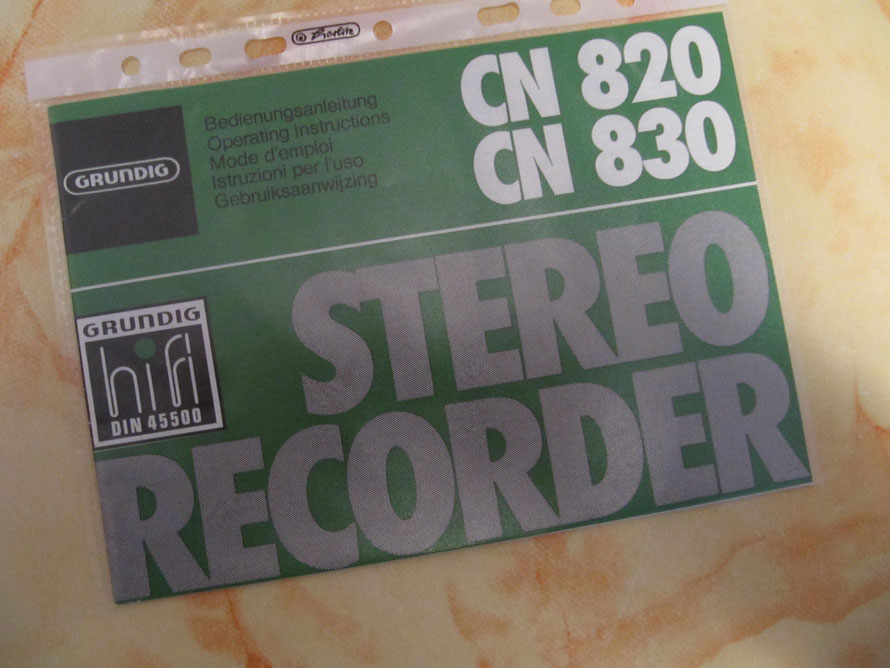 herlitz
CN 820
CN 830
GRUNDIG
Bedienungsanleitung
Operating Instructions
Mode d'emploi
Istruzioni per l'uso
Gebruiksaanwijzing
GRUNDIG
hifi
DIN 45500
STEREO
RECORDER